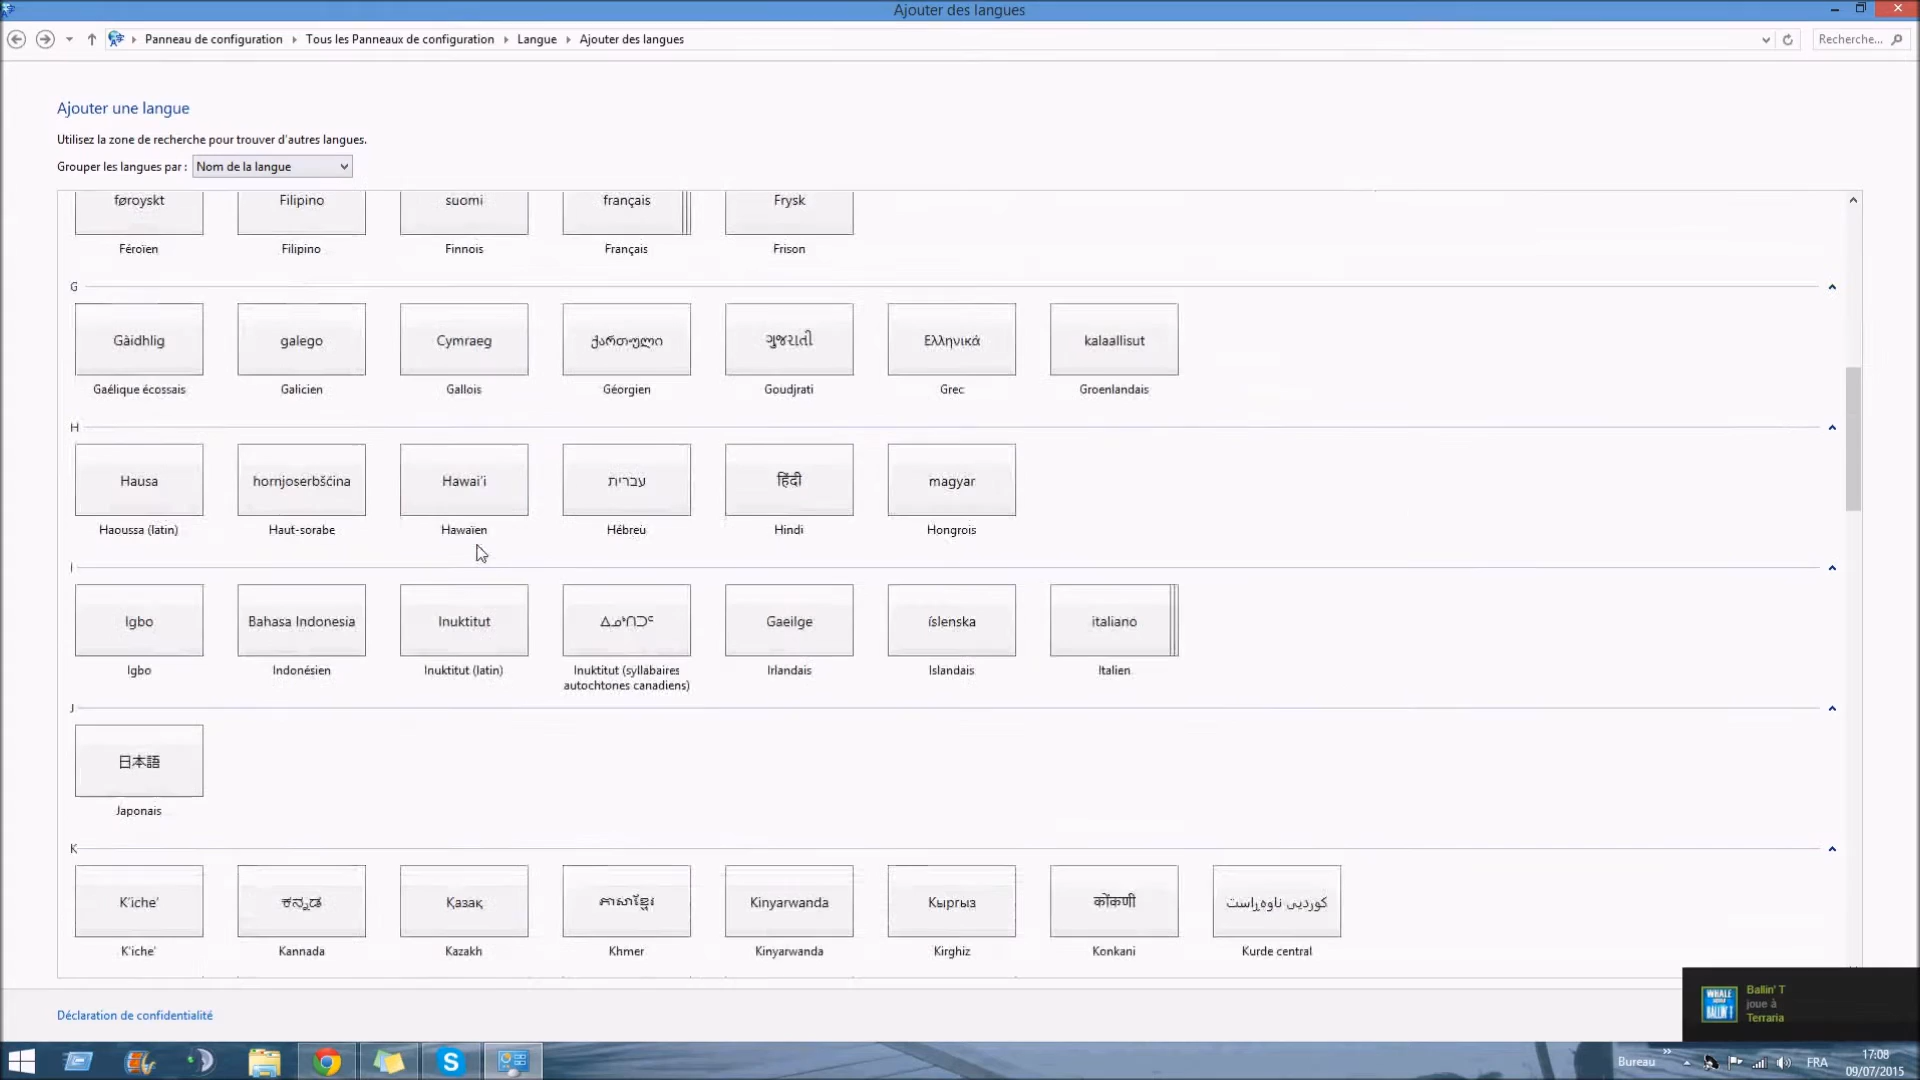 Ajouter des langues
Panneau de configuration Tous les Panneaux de configuration Langue Ajouter des langues
Recherche...
Ajouter une langue
Utilisez la zone de recherche pour trouver d'autres langues.
Grouper les langues par : Nom de la langue
føroyskt Filipino suomi français Frysk
Féroïen Filipino Finnois Français Frison
G
Gàidhlig galego Cymraeg ქართული ગુજરાતી Ελληνικά kalaallisut
Gaélique écossais Galicien Gallois Géorgien Goudjrati Grec Groenlandais
H
Hausa hornjoserbšćina Hawaiʻi עברית हिंदी magyar
Haoussa (latin) Haut-sorabe Hawaïen Hébreu Hindi Hongrois
I
Igbo Bahasa Indonesia Inuktitut ᐃᓄᒃᑎᑐᑦ Gaeilge íslenska italiano
Igbo Indonésien Inuktitut (latin) Inuktitut (syllabaires autochtones canadiens) Irlandais Islandais Italien
J
日本語
Japonais
K
K'iche' ಕನ್ನಡ Қазақ ភាសាខ្មែរ Kinyarwanda Кыргыз कोंकणी کوردیی ناوەڕاست
K'iche' Kannada Kazakh Khmer Kinyarwanda Kirghiz Konkani Kurde central
Déclaration de confidentialité
WHALE BALLIN' T
Ballin' T
joue à
Terraria
Bureau
FRA
17:08
09/07/2015